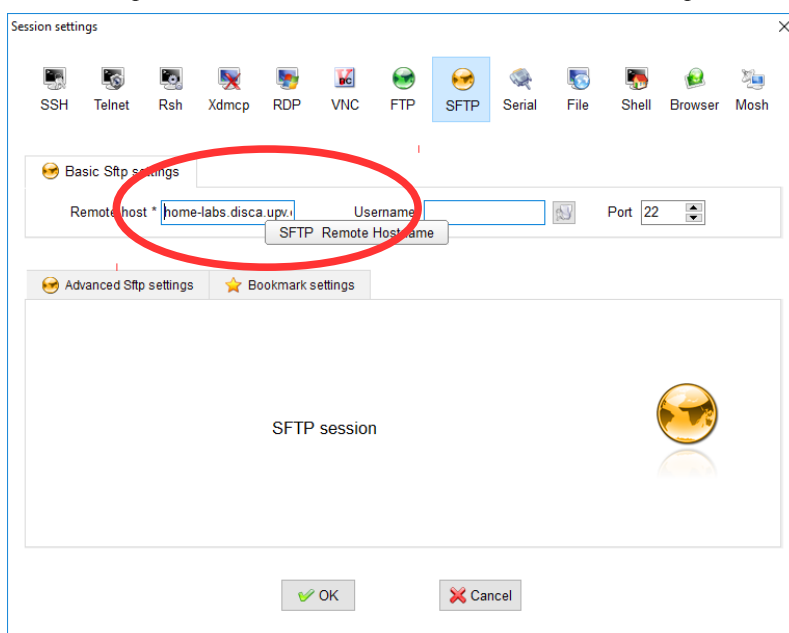 Session settings
SSH Telnet Rsh Xdmcp RDP VNC FTP SFTP Serial File Shell Browser Mosh
Basic Sftp settings
Remote host * home-labs.disca.upv. Username Port 22
SFTP Remote Hostname
Advanced Sftp settings Bookmark settings
SFTP session
OK Cancel